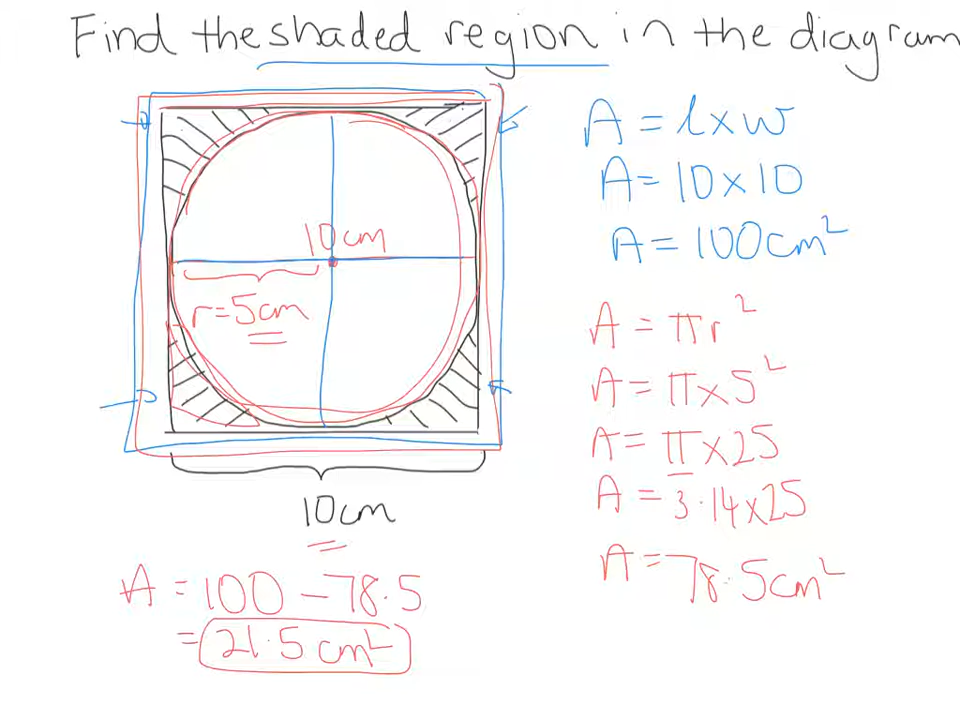 Find the shaded region in the diagram
A = l x w
A = 10 x 10
A = 100cm²
10cm
r = 5cm
A = πr²
A = π x 5²
A = π x 25
A = 3.14 x 25
A = 78.5cm²
10cm
A = 100 - 78.5
= 21.5 cm²